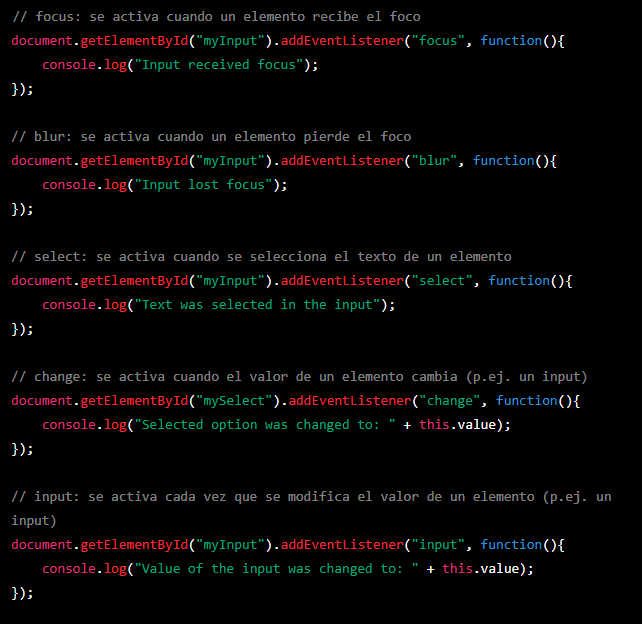 // focus: se activa cuando un elemento recibe el foco
document.getElementById("myInput").addEventListener("focus", function(){
    console.log("Input received focus");
});

// blur: se activa cuando un elemento pierde el foco
document.getElementById("myInput").addEventListener("blur", function(){
    console.log("Input lost focus");
});

// select: se activa cuando se selecciona el texto de un elemento
document.getElementById("myInput").addEventListener("select", function(){
    console.log("Text was selected in the input");
});

// change: se activa cuando el valor de un elemento cambia (p.ej. un input)
document.getElementById("mySelect").addEventListener("change", function(){
    console.log("Selected option was changed to: " + this.value);
});

// input: se activa cada vez que se modifica el valor de un elemento (p.ej. un
input)
document.getElementById("myInput").addEventListener("input", function(){
    console.log("Value of the input was changed to: " + this.value);
});